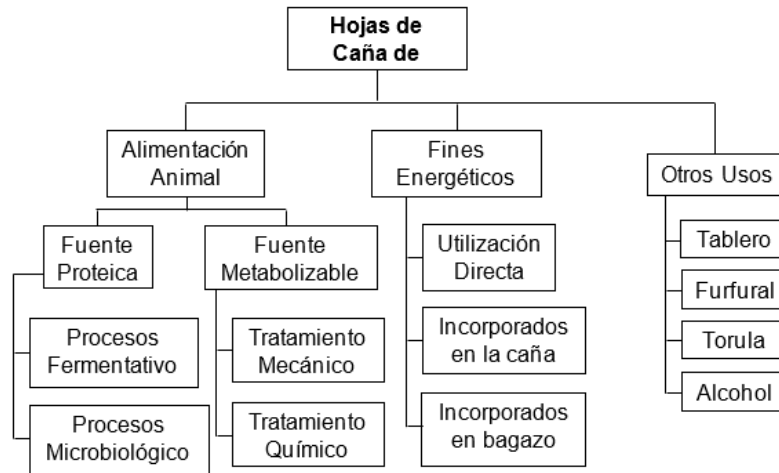 Hojas de
Caña de
Alimentación
Animal
Fines
Energéticos
Otros Usos
Fuente
Proteica
Fuente
Metabolizable
Utilización
Directa
Tablero
Furfural
Procesos
Fermentativo
Tratamiento
Mecánico
Incorporados
en la caña
Torula
Alcohol
Procesos
Microbiológico
Tratamiento
Químico
Incorporados
en bagazo